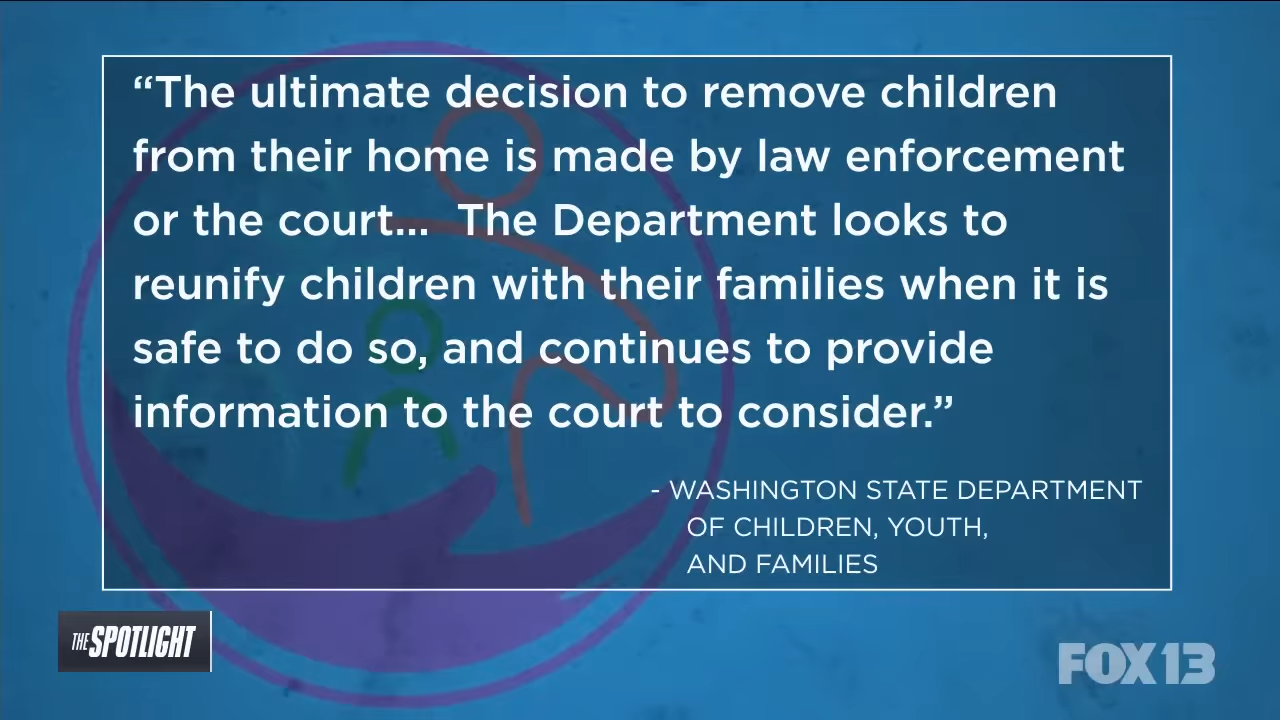 “The ultimate decision to remove children
from their home is made by law enforcement
or the court...  The Department looks to
reunify children with their families when it is
safe to do so, and continues to provide
information to the court to consider.”
- WASHINGTON STATE DEPARTMENT
OF CHILDREN, YOUTH,
AND FAMILIES
THE SPOTLIGHT
FOX 13